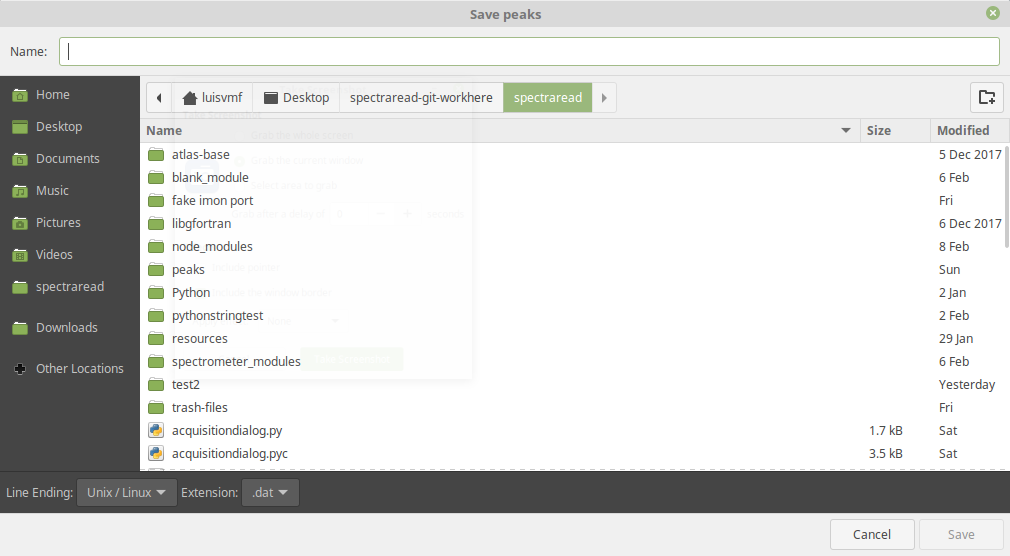 Save peaks
Name:
Home
Desktop
Documents
Music
Pictures
Videos
spectraread
Downloads
Other Locations
luisvmf Desktop spectraread-git-workhere spectraread
Name Size Modified
atlas-base 5 Dec 2017
blank_module 6 Feb
fake imon port Fri
libgfortran 6 Dec 2017
node_modules 8 Feb
peaks Sun
Python 2 Jan
pythonstringtest 2 Feb
resources 29 Jan
spectrometer_modules 6 Feb
test2 Yesterday
trash-files Fri
acquisitiondialog.py 1.7 kB Sat
acquisitiondialog.pyc 3.5 kB Sat
Line Ending: Unix / Linux Extension: .dat
Cancel Save